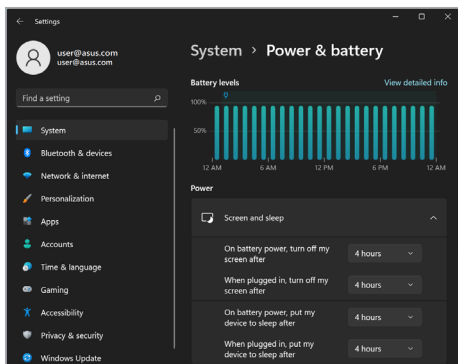 Settings
user@asus.com
user@asus.com
Find a setting
System
Bluetooth & devices
Network & internet
Personalization
Apps
Accounts
Time & language
Gaming
Accessibility
Privacy & security
Windows Update
System > Power & battery
Battery levels
View detailed info
100%
50%
12 AM 6 AM 12 PM 6 PM 12 AM
Power
Screen and sleep
On battery power, turn off my
screen after
4 hours
When plugged in, turn off my
screen after
4 hours
On battery power, put my
device to sleep after
4 hours
When plugged in, put my
device to sleep after
4 hours